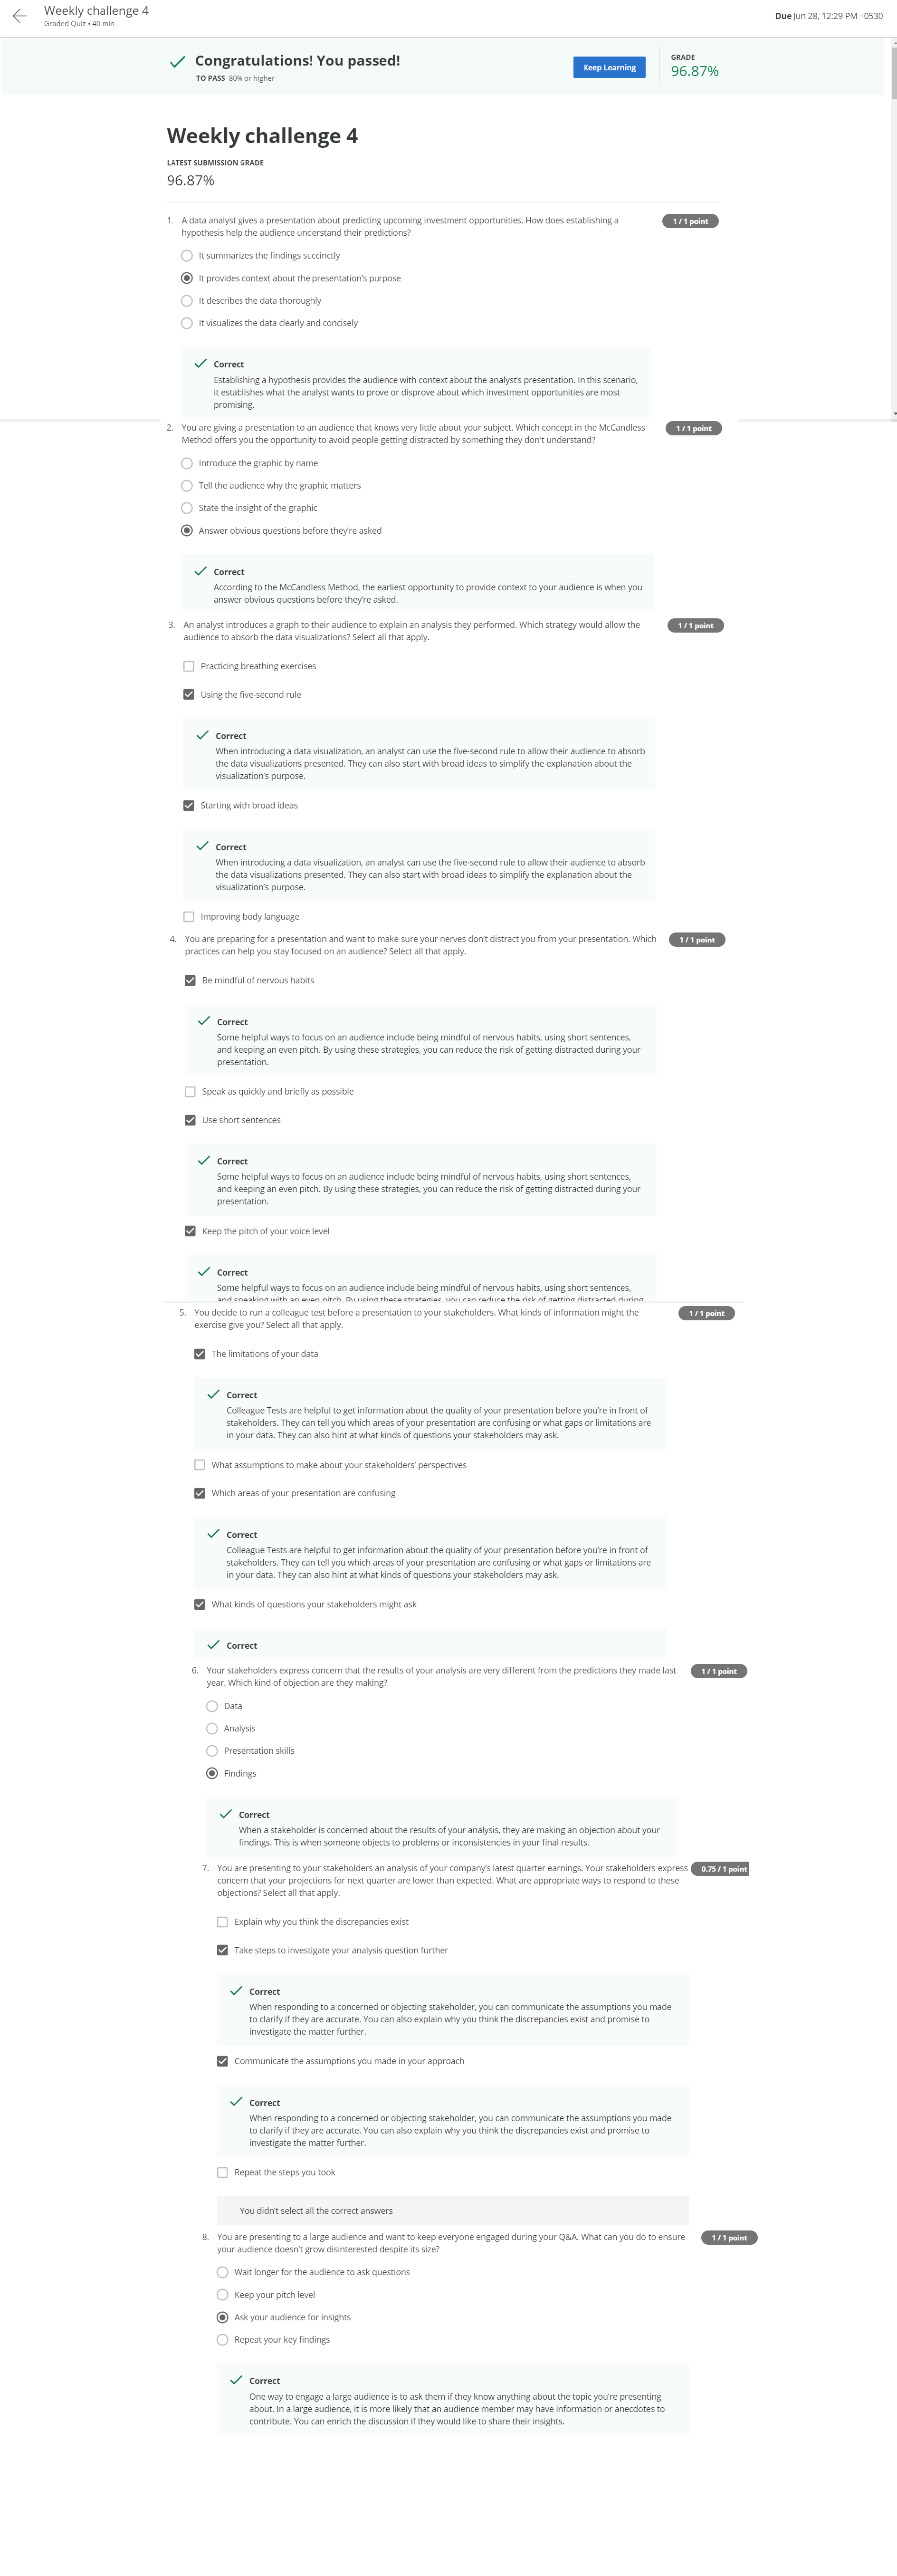 Weekly challenge 4
Graded Quiz • 40 min
Due Jun 28, 12:29 PM +0530
Congratulations! You passed!
TO PASS 80% or higher
Keep Learning
GRADE
96.87%
Weekly challenge 4
LATEST SUBMISSION GRADE
96.87%
1. A data analyst gives a presentation about predicting upcoming investment opportunities. How does establishing a
hypothesis help the audience understand their predictions?
1 / 1 point
It summarizes the findings succinctly
It provides context about the presentation's purpose
It describes the data thoroughly
It visualizes the data clearly and concisely
Correct
Establishing a hypothesis provides the audience with context about the analyst's presentation. In this scenario,
it establishes what the analyst wants to prove or disprove about which investment opportunities are most
promising.
2. You are giving a presentation to an audience that knows very little about your subject. Which concept in the McCandless
Method offers you the opportunity to avoid people getting distracted by something they don't understand?
1 / 1 point
Introduce the graphic by name
Tell the audience why the graphic matters
State the insight of the graphic
Answer obvious questions before they're asked
Correct
According to the McCandless Method, the earliest opportunity to provide context to your audience is when you
answer obvious questions before they're asked.
3. An analyst introduces a graph to their audience to explain an analysis they performed. Which strategy would allow the
audience to absorb the data visualizations? Select all that apply.
1 / 1 point
Practicing breathing exercises
Using the five-second rule
Correct
When introducing a data visualization, an analyst can use the five-second rule to allow their audience to absorb
the data visualizations presented. They can also start with broad ideas to simplify the explanation about the
visualization's purpose.
Starting with broad ideas
Correct
When introducing a data visualization, an analyst can use the five-second rule to allow their audience to absorb
the data visualizations presented. They can also start with broad ideas to simplify the explanation about the
visualization's purpose.
Improving body language
4. You are preparing for a presentation and want to make sure your nerves don't distract you from your presentation. Which
practices can help you stay focused on an audience? Select all that apply.
1 / 1 point
Be mindful of nervous habits
Correct
Some helpful ways to focus on an audience include being mindful of nervous habits, using short sentences,
and keeping an even pitch. By using these strategies, you can reduce the risk of getting distracted during your
presentation.
Speak as quickly and briefly as possible
Use short sentences
Correct
Some helpful ways to focus on an audience include being mindful of nervous habits, using short sentences,
and keeping an even pitch. By using these strategies, you can reduce the risk of getting distracted during your
presentation.
Keep the pitch of your voice level
Correct
Some helpful ways to focus on an audience include being mindful of nervous habits, using short sentences,
and speaking with an even pitch. By using these strategies, you can reduce the risk of getting distracted during
5. You decide to run a colleague test before a presentation to your stakeholders. What kinds of information might the
exercise give you? Select all that apply.
1 / 1 point
The limitations of your data
Correct
Colleague Tests are helpful to get information about the quality of your presentation before you're in front of
stakeholders. They can tell you which areas of your presentation are confusing or what gaps or limitations are
in your data. They can also hint at what kinds of questions your stakeholders may ask.
What assumptions to make about your stakeholders' perspectives
Which areas of your presentation are confusing
Correct
Colleague Tests are helpful to get information about the quality of your presentation before you're in front of
stakeholders. They can tell you which areas of your presentation are confusing or what gaps or limitations are
in your data. They can also hint at what kinds of questions your stakeholders may ask.
What kinds of questions your stakeholders might ask
Correct
6. Your stakeholders express concern that the results of your analysis are very different from the predictions they made last
year. Which kind of objection are they making?
1 / 1 point
Data
Analysis
Presentation skills
Findings
Correct
When a stakeholder is concerned about the results of your analysis, they are making an objection about your
findings. This is when someone objects to problems or inconsistencies in your final results.
7. You are presenting to your stakeholders an analysis of your company's latest quarter earnings. Your stakeholders express
concern that your projections for next quarter are lower than expected. What are appropriate ways to respond to these
objections? Select all that apply.
0.75 / 1 point
Explain why you think the discrepancies exist
Take steps to investigate your analysis question further
Correct
When responding to a concerned or objecting stakeholder, you can communicate the assumptions you made
to clarify if they are accurate. You can also explain why you think the discrepancies exist and promise to
investigate the matter further.
Communicate the assumptions you made in your approach
Correct
When responding to a concerned or objecting stakeholder, you can communicate the assumptions you made
to clarify if they are accurate. You can also explain why you think the discrepancies exist and promise to
investigate the matter further.
Repeat the steps you took
You didn't select all the correct answers
8. You are presenting to a large audience and want to keep everyone engaged during your Q&A. What can you do to ensure
your audience doesn't grow disinterested despite its size?
1 / 1 point
Wait longer for the audience to ask questions
Keep your pitch level
Ask your audience for insights
Repeat your key findings
Correct
One way to engage a large audience is to ask them if they know anything about the topic you're presenting
about. In a large audience, it is more likely that an audience member may have information or anecdotes to
contribute. You can enrich the discussion if they would like to share their insights.